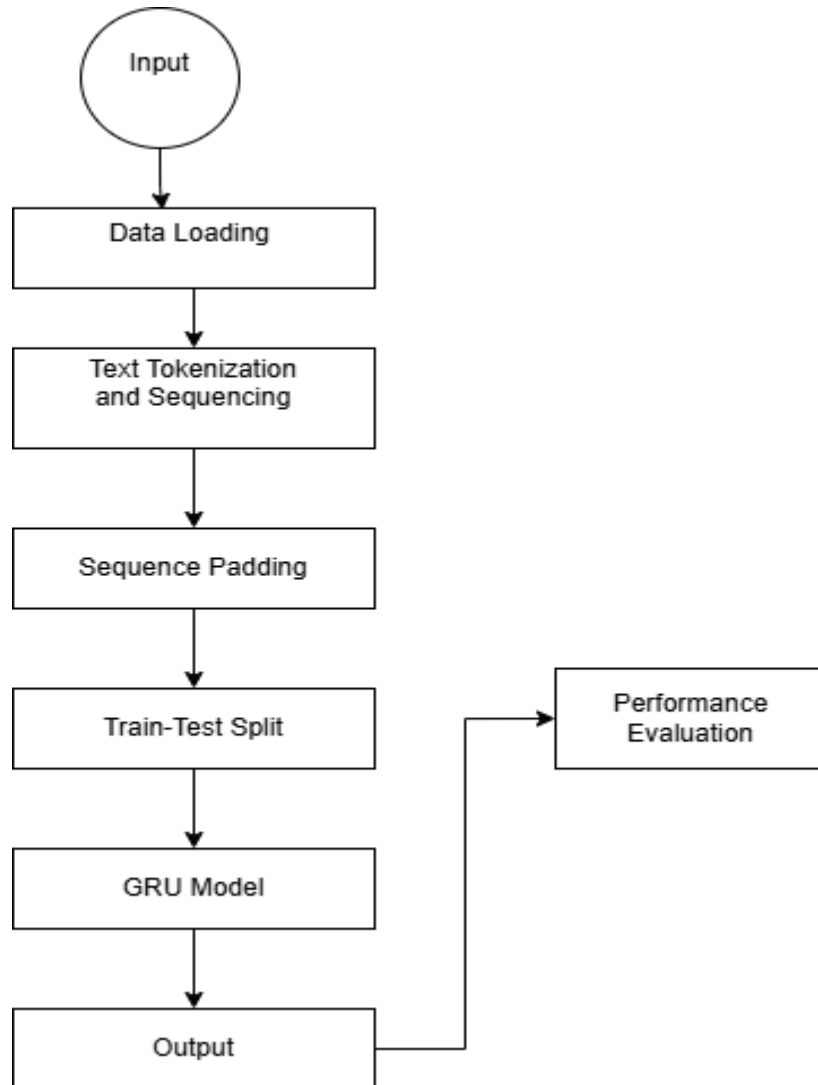 Input
Data Loading
Text Tokenization
and Sequencing
Sequence Padding
Train-Test Split
GRU Model
Output
Performance
Evaluation